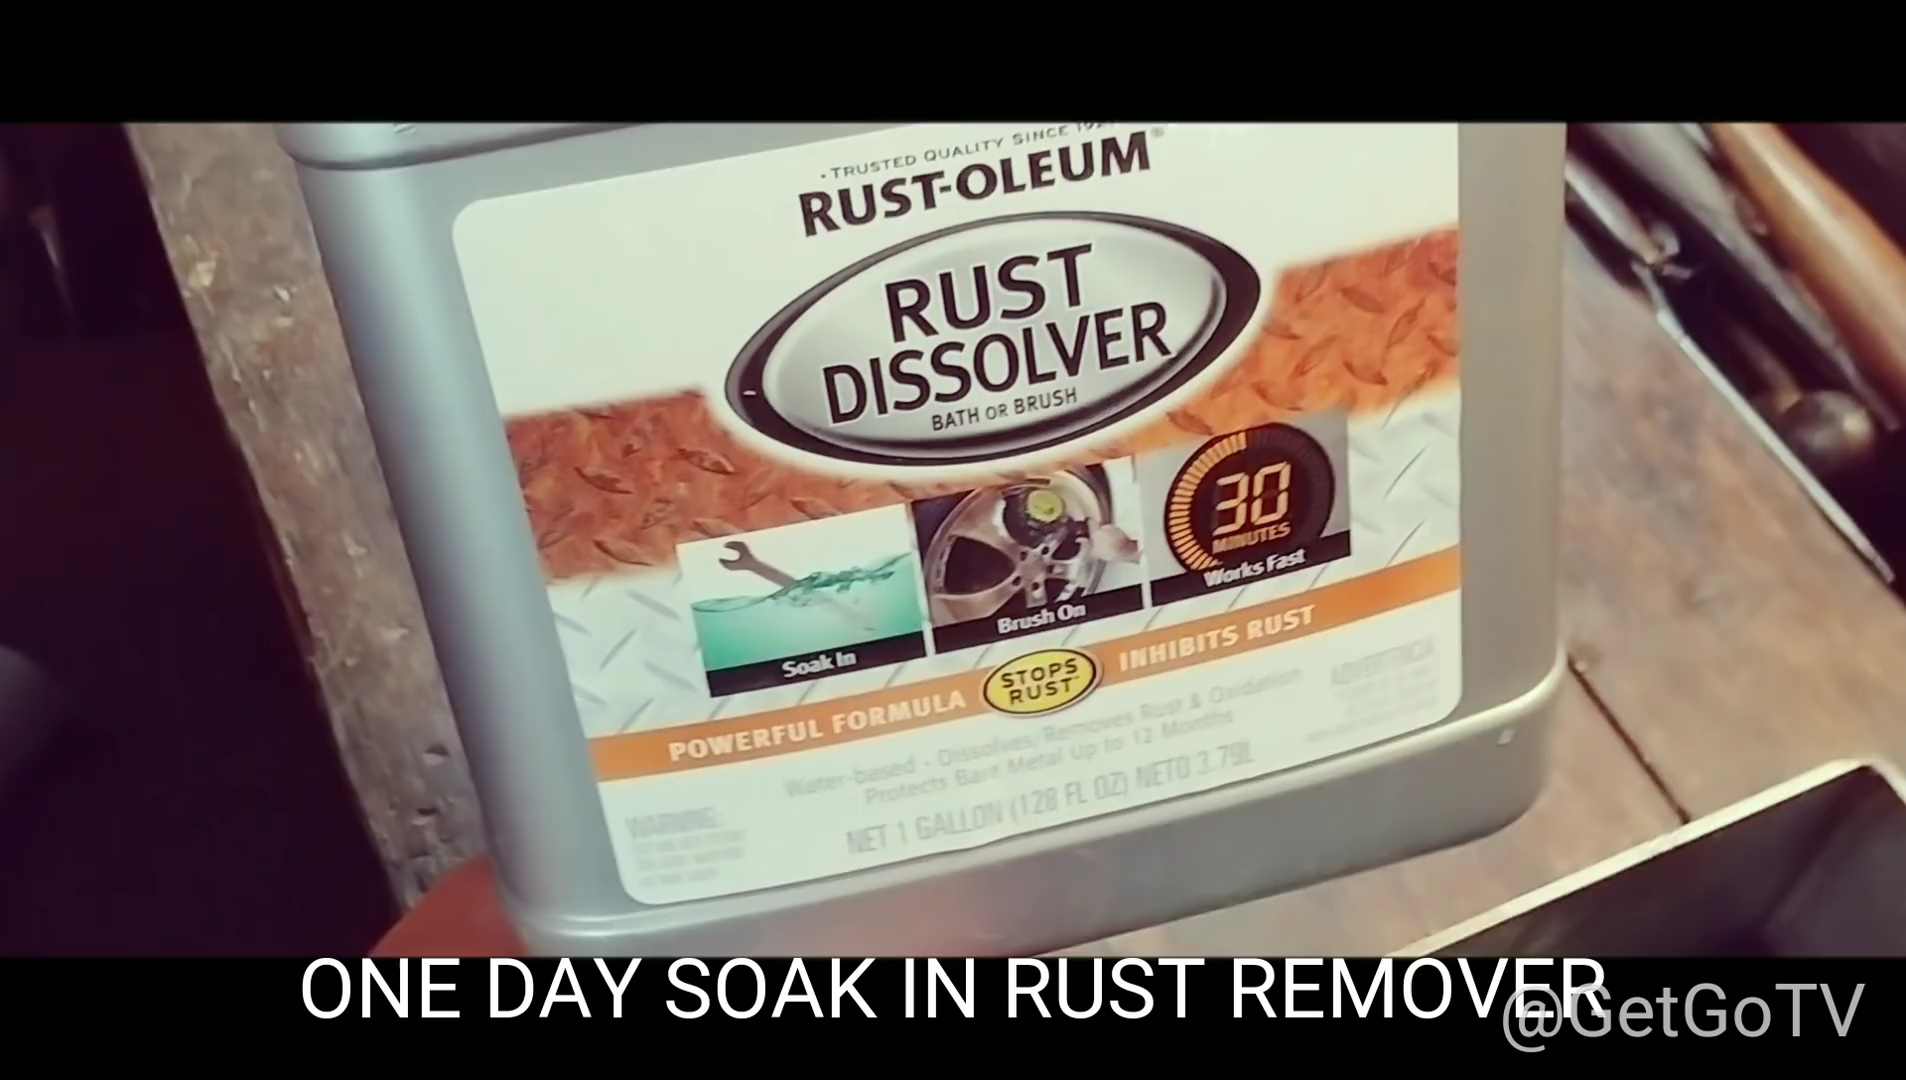 • TRUSTED QUALITY SINCE
RUST-OLEUM®
RUST
DISSOLVER
BATH OR BRUSH
30
MINUTES
Works Fast
Brush On
Soak In
POWERFUL FORMULA
STOPS
RUST
INHIBITS RUST
Water-based - Dissolves/Removes Rust & Oxidation
Protects Bare Metal Up to 12 Months
NET 1 GALLON (128 FL OZ) NETO 3.79L
WARNING:
ADVERTENCIA
ONE DAY SOAK IN RUST REMOVER
@GetGoTV